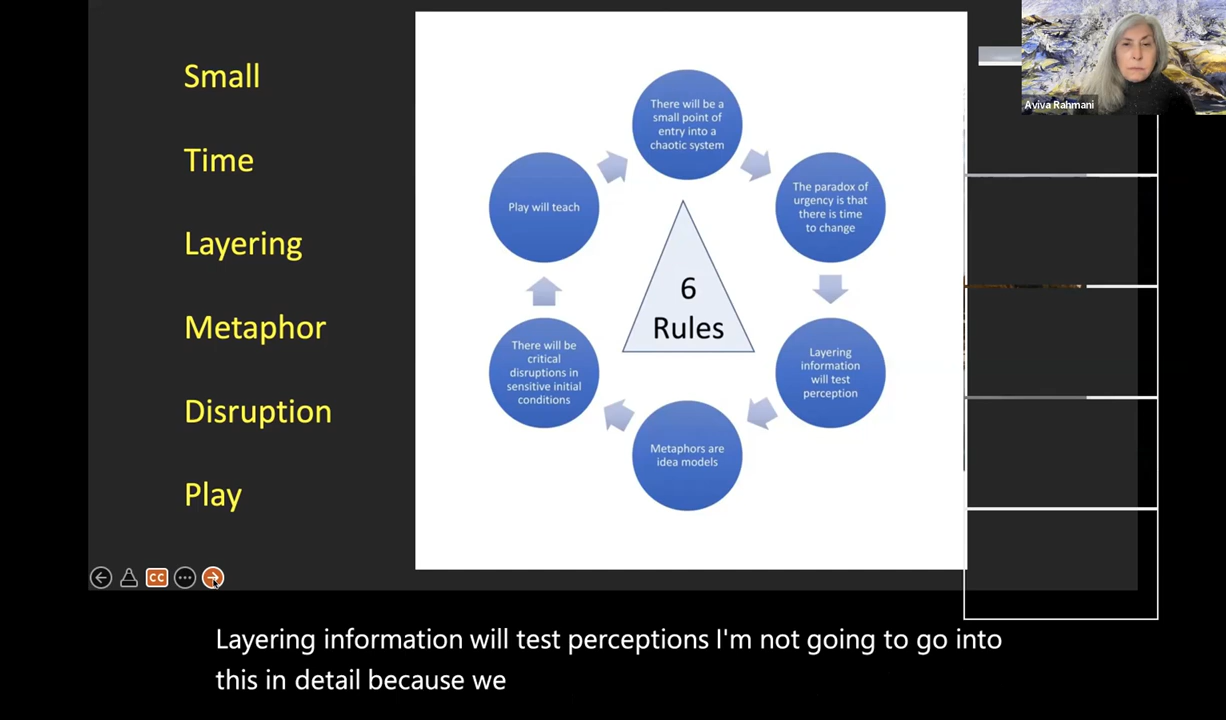 Small
Time
Layering
Metaphor
Disruption
Play
There will be a
small point of
entry into a
chaotic system
The paradox of
urgency is that
there is time
to change
Layering
information
will test
perception
Metaphors are
idea models
There will be
critical
disruptions in
sensitive initial
conditions
Play will teach
6
Rules
Aviva Rahmani
CC
Layering information will test perceptions I'm not going to go into
this in detail because we